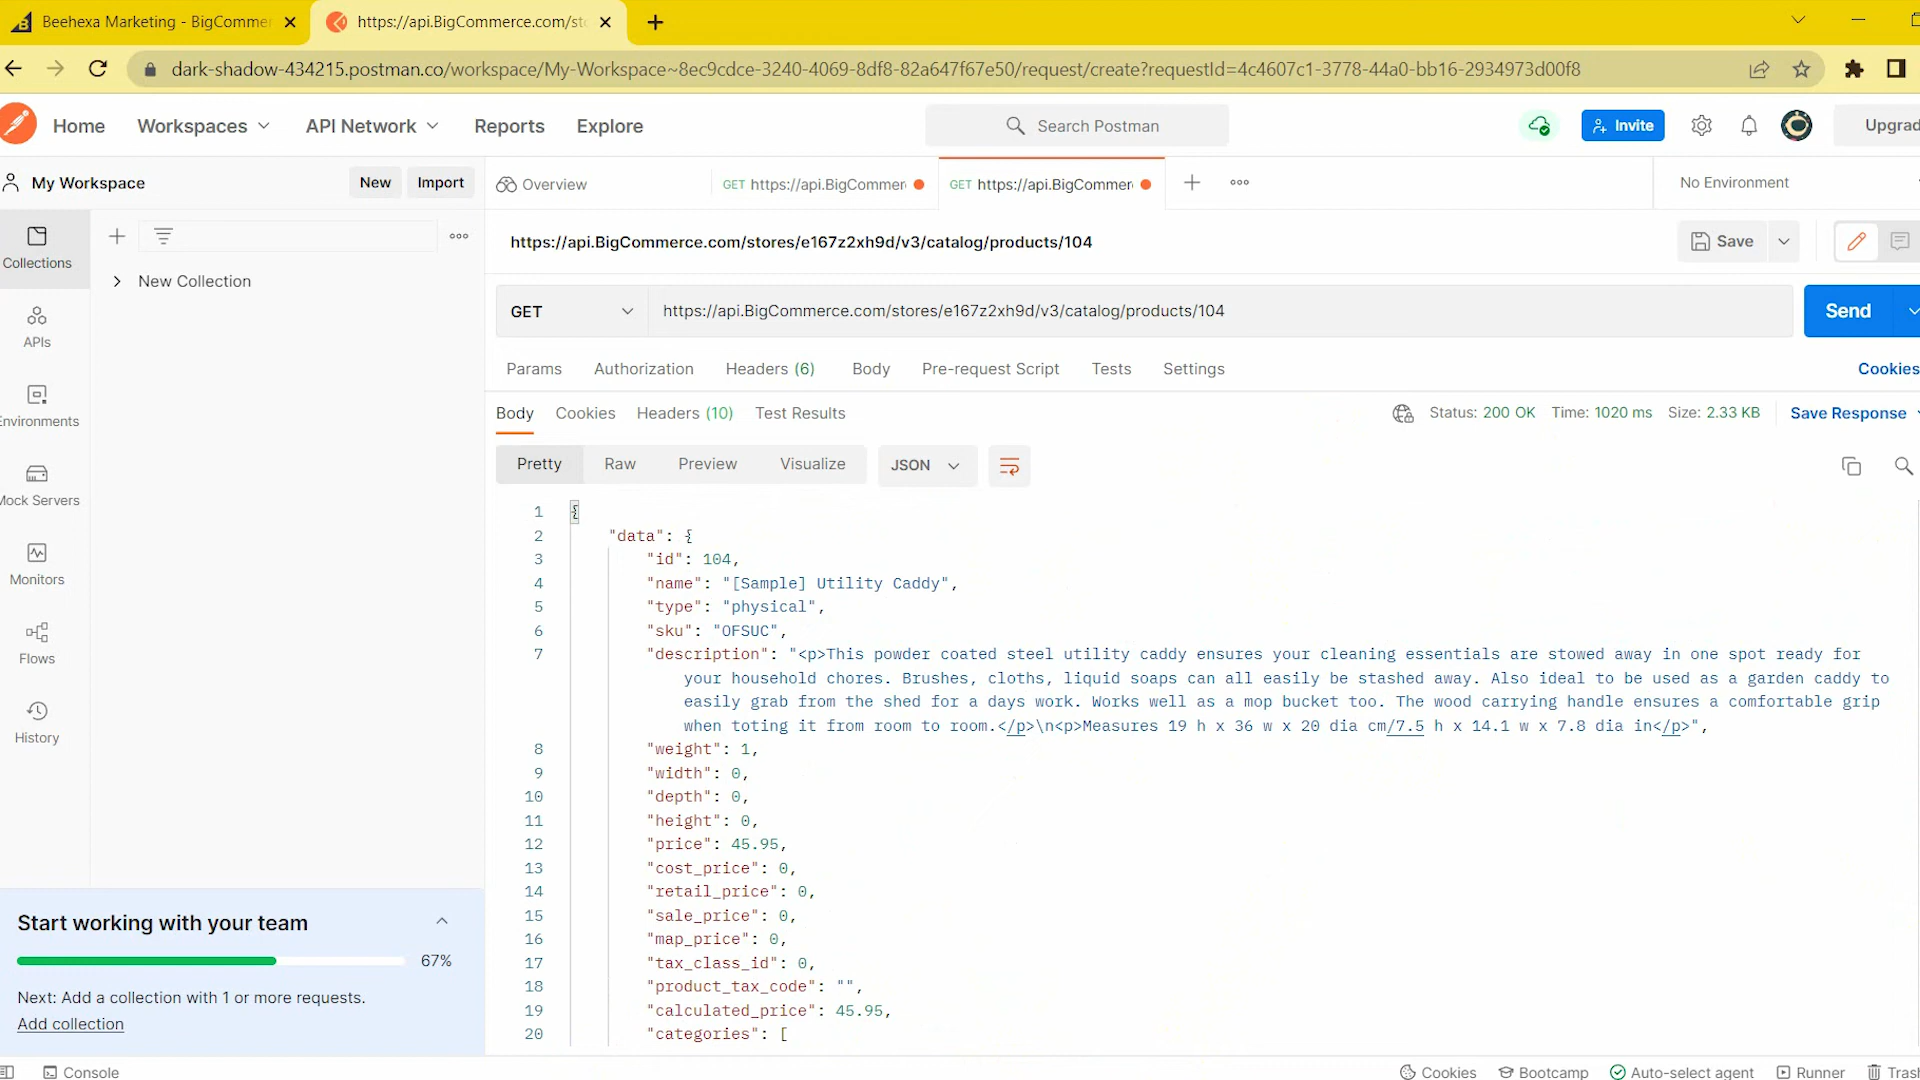 Beehexa Marketing - BigCommer
https://api.BigCommerce.com/st
dark-shadow-434215.postman.co/workspace/My-Workspace~8ec9cdce-3240-4069-8df8-82a647f67e50/request/create?requestId=4c4607c1-3778-44a0-bb16-2934973d00f8
Home Workspaces API Network Reports Explore Search Postman Invite Upgrad
My Workspace New Import Overview GET https://api.BigCommer GET https://api.BigCommer No Environment
Collections
APIs
Environments
Mock Servers
Monitors
Flows
History
New Collection
https://api.BigCommerce.com/stores/e167z2xh9d/v3/catalog/products/104 Save
GET https://api.BigCommerce.com/stores/e167z2xh9d/v3/catalog/products/104 Send
Params Authorization Headers (6) Body Pre-request Script Tests Settings Cookies
Body Cookies Headers (10) Test Results Status: 200 OK Time: 1020 ms Size: 2.33 KB Save Response
Pretty Raw Preview Visualize JSON
1 {
2 "data": {
3 "id": 104,
4 "name": "[Sample] Utility Caddy",
5 "type": "physical",
6 "sku": "OFSUC",
7 "description": "<p>This powder coated steel utility caddy ensures your cleaning essentials are stowed away in one spot ready for
your household chores. Brushes, cloths, liquid soaps can all easily be stashed away. Also ideal to be used as a garden caddy to
easily grab from the shed for a days work. Works well as a mop bucket too. The wood carrying handle ensures a comfortable grip
when toting it from room to room.</p>\n<p>Measures 19 h x 36 w x 20 dia cm/7.5 h x 14.1 w x 7.8 dia in</p>",
8 "weight": 1,
9 "width": 0,
10 "depth": 0,
11 "height": 0,
12 "price": 45.95,
13 "cost_price": 0,
14 "retail_price": 0,
15 "sale_price": 0,
16 "map_price": 0,
17 "tax_class_id": 0,
18 "product_tax_code": "",
19 "calculated_price": 45.95,
20 "categories": [
Start working with your team
67%
Next: Add a collection with 1 or more requests.
Add collection
Console Cookies Bootcamp Auto-select agent Runner Trash